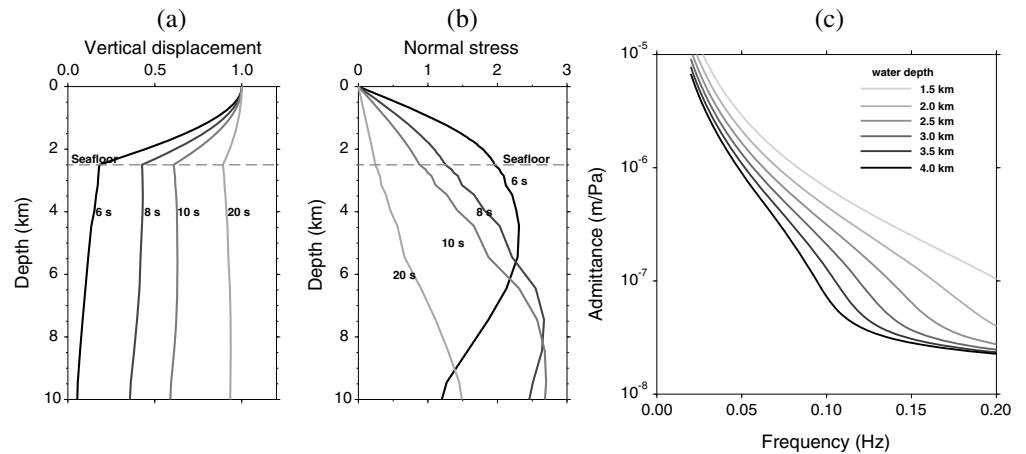 (a)
Vertical displacement
0.0 0.5 1.0
0
2
4
6
8
10
Depth (km)
Seafloor
6 s 8 s 10 s 20 s
(b)
Normal stress
0 1 2 3
0
2
4
6
8
10
Depth (km)
Seafloor
6 s
8 s
10 s
20 s
(c)
10-5
10-6
10-7
10-8
Admittance (m/Pa)
0.00 0.05 0.10 0.15 0.20
Frequency (Hz)
water depth
1.5 km
2.0 km
2.5 km
3.0 km
3.5 km
4.0 km